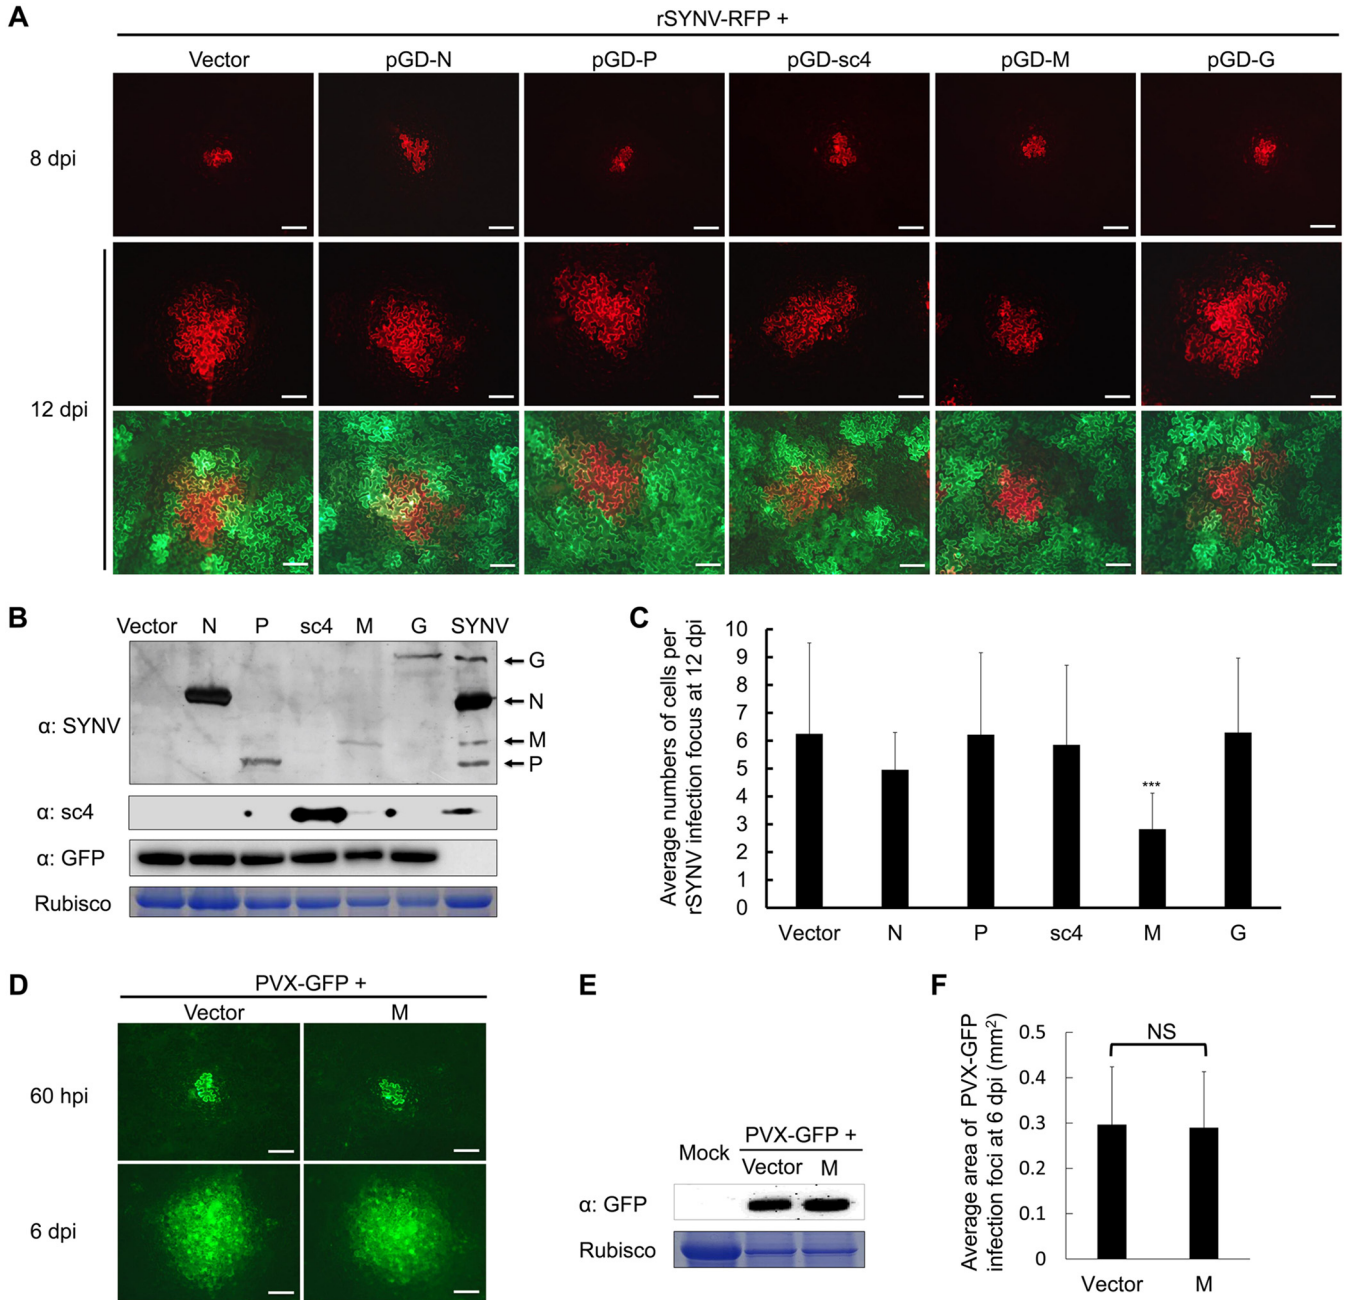 A
rSYNV-RFP +
Vector pGD-N pGD-P pGD-sc4 pGD-M pGD-G
8 dpi
12 dpi
B
Vector N P sc4 M G SYNV
α: SYNV
G
N
M
P
α: sc4
α: GFP
Rubisco
C
Average numbers of cells per
rSYNV infection focus at 12 dpi
10
9
8
7
6
5
4
3
2
1
0
***
Vector N P sc4 M G
D
PVX-GFP +
Vector M
60 hpi
6 dpi
E
Mock
PVX-GFP +
Vector M
α: GFP
Rubisco
F
Average area of PVX-GFP
infection foci at 6 dpi (mm²)
0.5
0.4
0.3
0.2
0.1
0
NS
Vector M